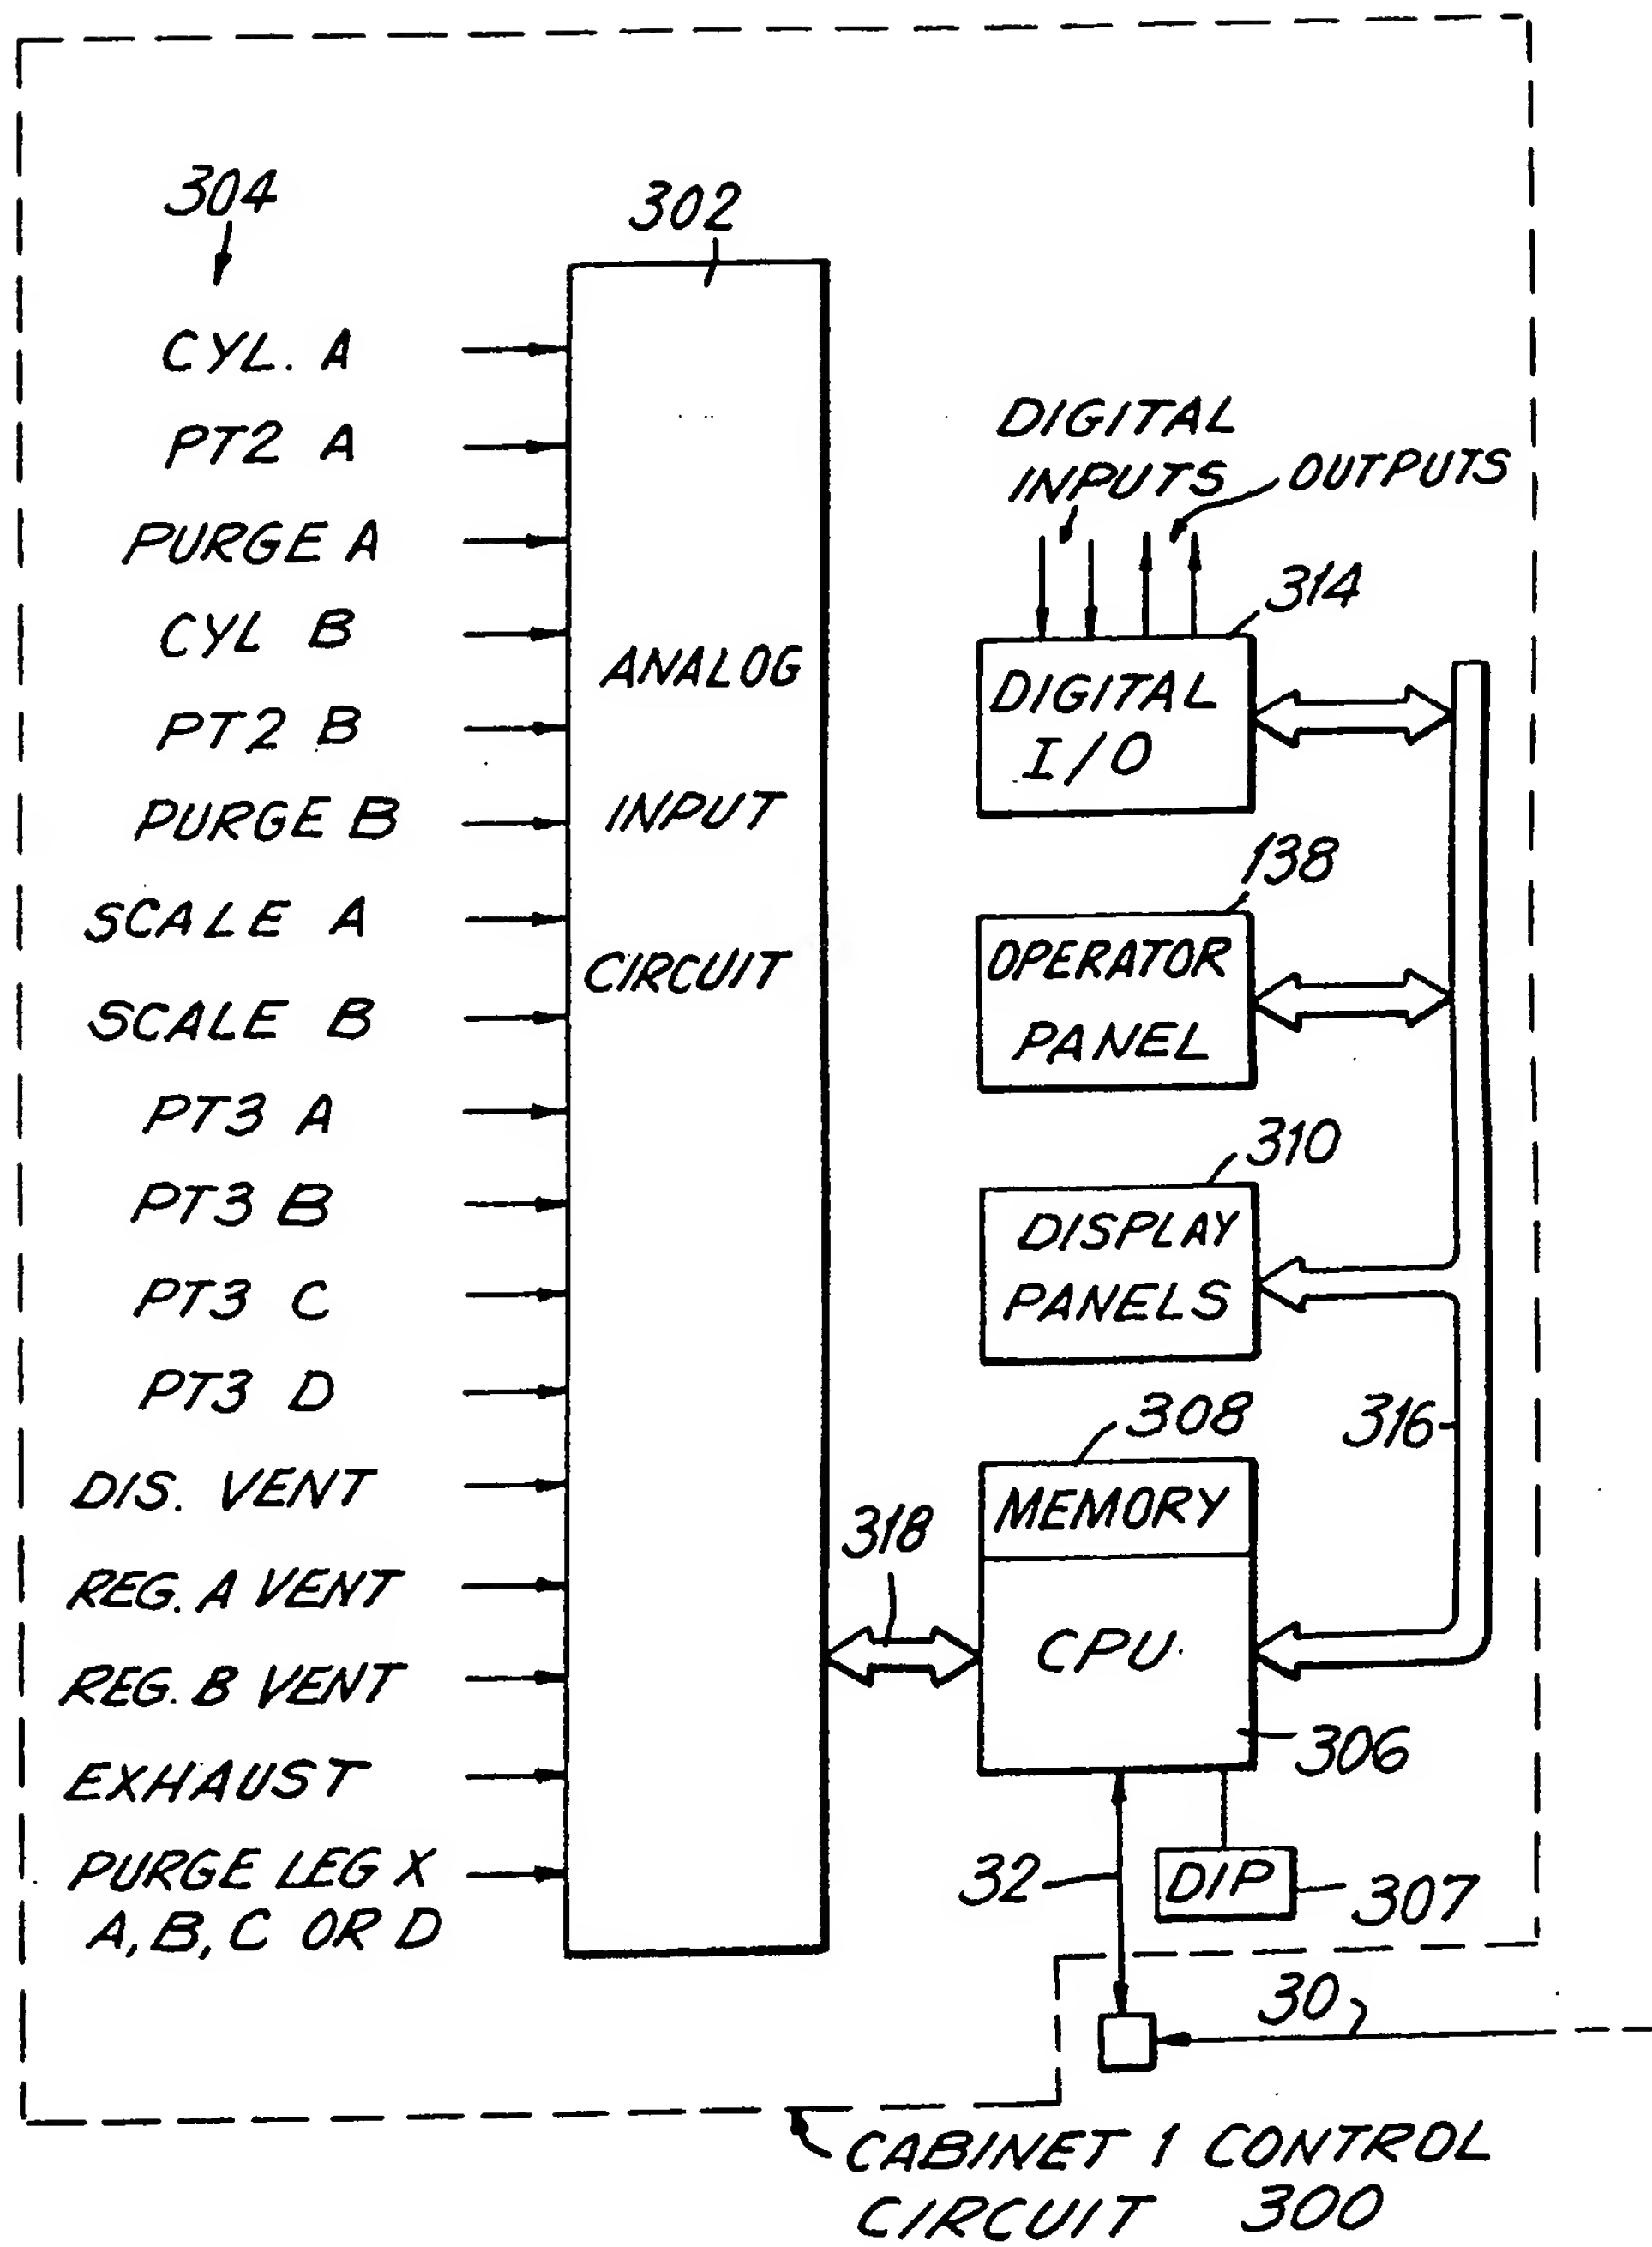 304
302
CYL. A
PT2 A
PURGE A
CYL B
PT2 B
PURGE B
SCALE A
SCALE B
PT3 A
PT3 B
PT3 C
PT3 D
DIS. VENT
REG. A VENT
REG. B VENT
EXHAUST
PURGE LEG X
A, B, C OR D
ANALOG
INPUT
CIRCUIT
DIGITAL
INPUTS
OUTPUTS
314
DIGITAL
I/O
138
OPERATOR
PANEL
310
DISPLAY
PANELS
316
308
MEMORY
318
CPU
306
32
DIP
307
30
CABINET 1 CONTROL
CIRCUIT 300